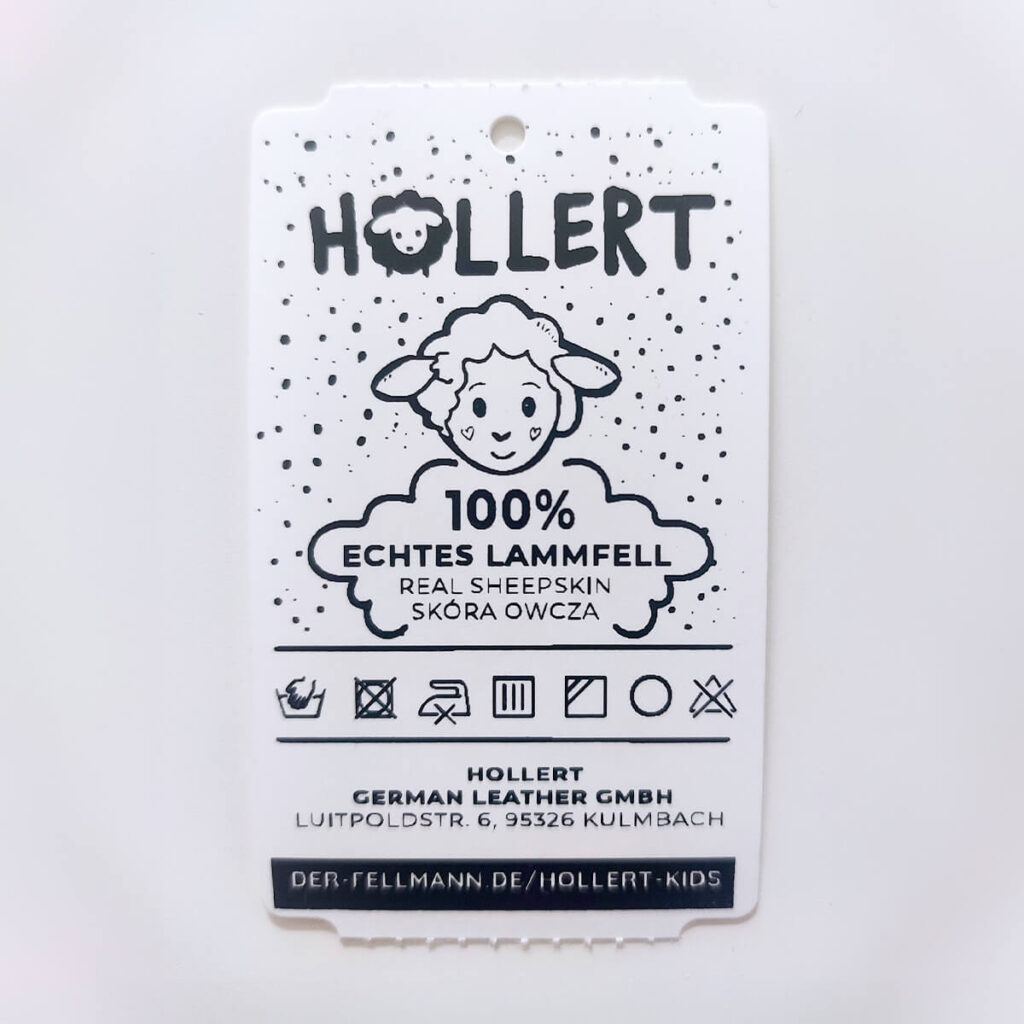 HOLLERT
100%
ECHTES LAMMFELL
REAL SHEEPSKIN
SKÓRA OWCZA
HOLLERT
GERMAN LEATHER GMBH
LUITPOLDSTR. 6, 95326 KULMBACH
DER-FELLMANN.DE/HOLLERT-KIDS